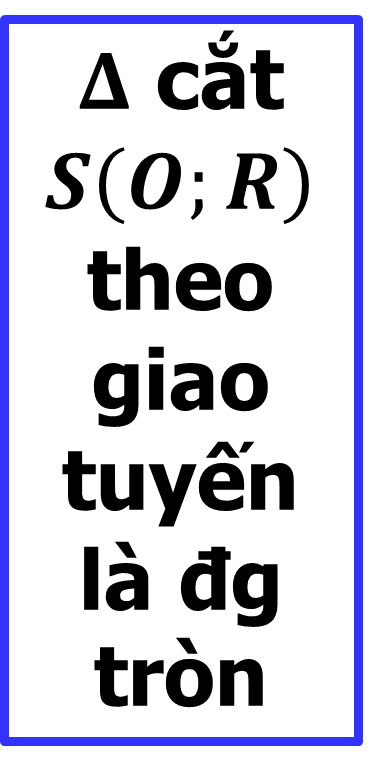 Δ cắt
S(O; R)
theo
giao
tuyến
là đg
tròn